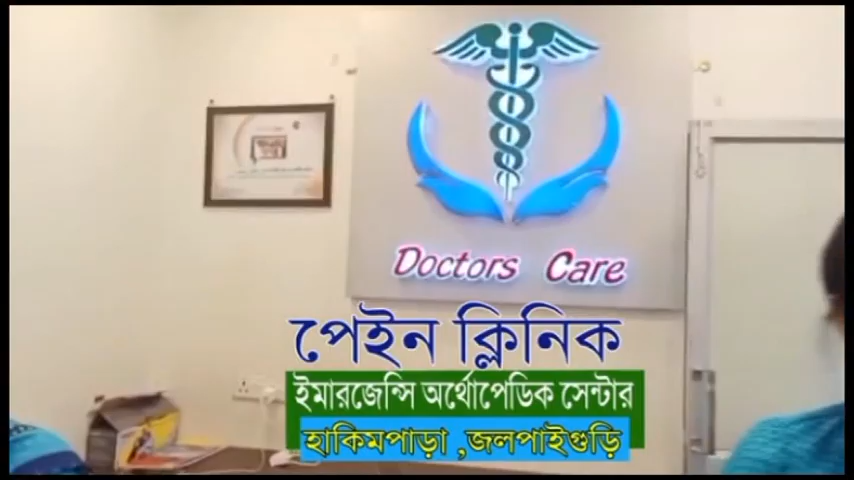 Doctors Care
পেইন ক্লিনিক
ইমারজেন্সি অর্থোপেডিক সেন্টার
হাকিমপাড়া ,জলপাইগুড়ি